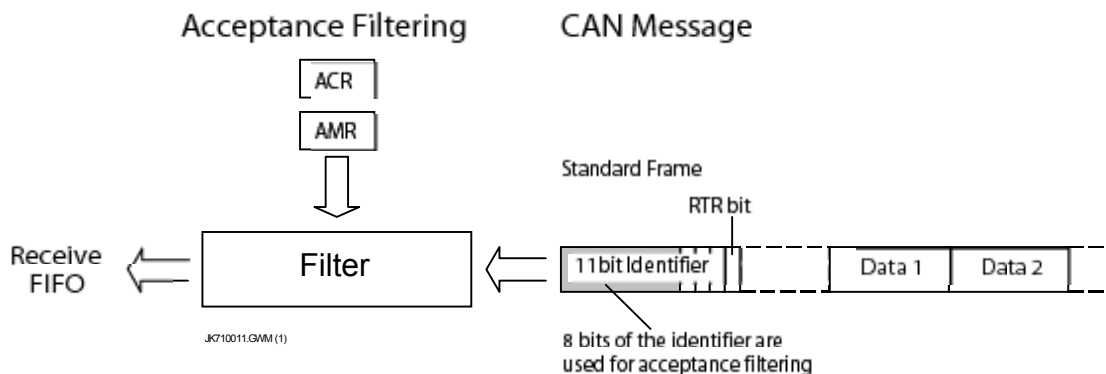 Acceptance Filtering
CAN Message
ACR
AMR
Standard Frame
RTR bit
Receive
FIFO
Filter
11bit Identifier
Data 1
Data 2
JK710011.GWM (1)
8 bits of the identifier are
used for acceptance filtering